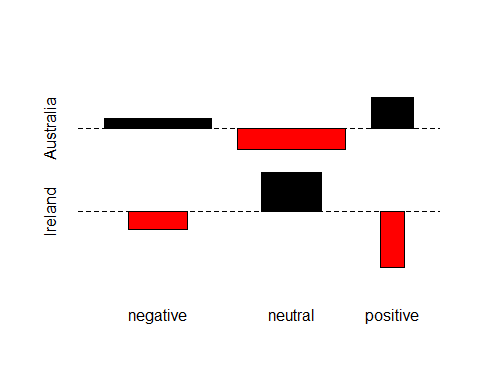 Australia
Ireland
negative neutral positive